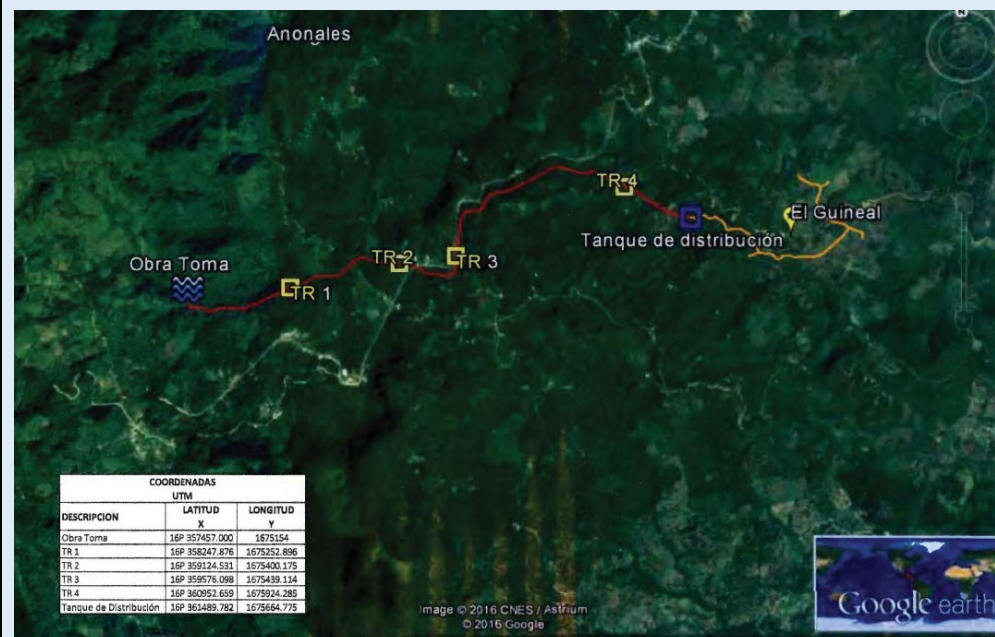 Anonales
TR 4
El Guineal
Tanque de distribución
TR 2
TR 3
Obra Toma
TR 1
COORDENADAS
UTM
DESCRIPCION LATITUD X LONGITUD Y
Obra Toma 16P 357457.000 1675154
TR 1 16P 358247.876 1675252.896
TR 2 16P 359124.531 1675400.175
TR 3 16P 359576.098 1675439.114
TR 4 16P 360952.659 1675924.285
Tanque de Distribución 16P 361489.782 1675664.775
Image © 2016 CNES / Astrium
© 2016 Google
Google earth